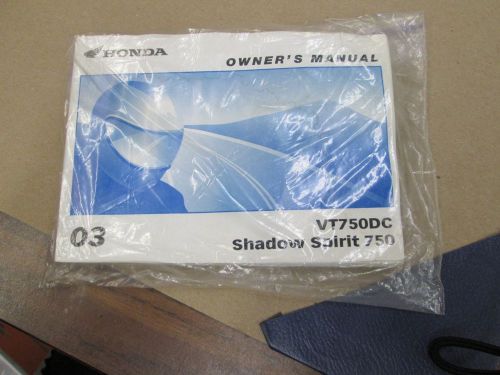 HONDA OWNER'S MANUAL
03 VT750DC
Shadow Spirit 750